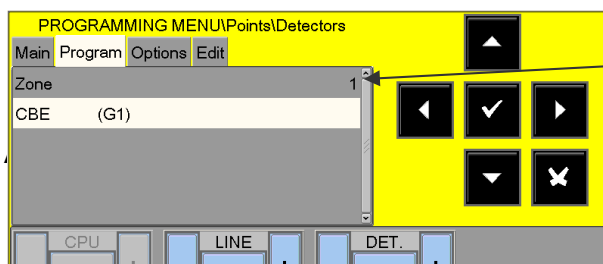 PROGRAMMING MENU\Points\Detectors
Main Program Options Edit
Zone 1
CBE (G1)
CPU LINE DET.